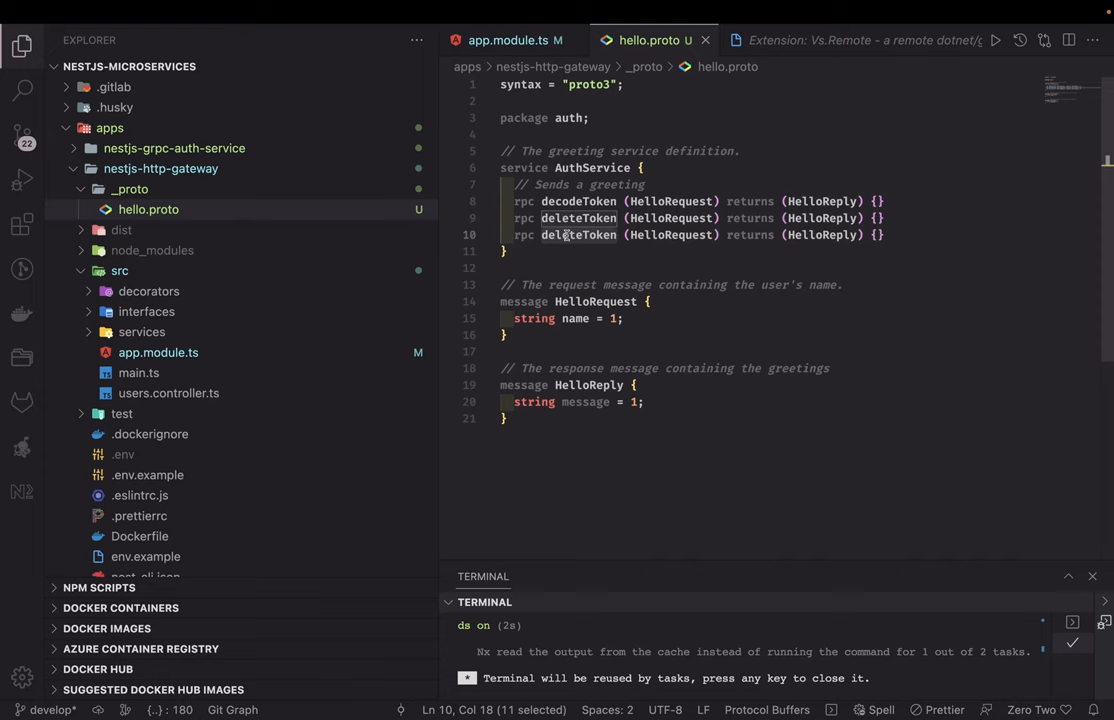 EXPLORER
NESTJS-MICROSERVICES
.gitlab
.husky
apps
nestjs-grpc-auth-service
nestjs-http-gateway
_proto
hello.proto U
dist
node_modules
src
decorators
interfaces
services
app.module.ts M
main.ts
users.controller.ts
test
.dockerignore
.env
.env.example
.eslintrc.js
.prettierrc
Dockerfile
env.example
nest-cli.json
NPM SCRIPTS
DOCKER CONTAINERS
DOCKER IMAGES
AZURE CONTAINER REGISTRY
DOCKER HUB
SUGGESTED DOCKER HUB IMAGES
22
app.module.ts M
hello.proto U
Extension: Vs.Remote - a remote dotnet/g
apps > nestjs-http-gateway > _proto > hello.proto
1 syntax = "proto3";
2
3 package auth;
4
5 // The greeting service definition.
6 service AuthService {
7 // Sends a greeting
8 rpc decodeToken (HelloRequest) returns (HelloReply) {}
9 rpc deleteToken (HelloRequest) returns (HelloReply) {}
10 rpc deleteToken (HelloRequest) returns (HelloReply) {}
11 }
12
13 // The request message containing the user's name.
14 message HelloRequest {
15 string name = 1;
16 }
17
18 // The response message containing the greetings
19 message HelloReply {
20 string message = 1;
21 }
TERMINAL
TERMINAL
ds on (2s)
Nx read the output from the cache instead of running the command for 1 out of 2 tasks.
* Terminal will be reused by tasks, press any key to close it.
develop* {..} : 180 Git Graph Ln 10, Col 18 (11 selected) Spaces: 2 UTF-8 LF Protocol Buffers Spell Prettier Zero Two